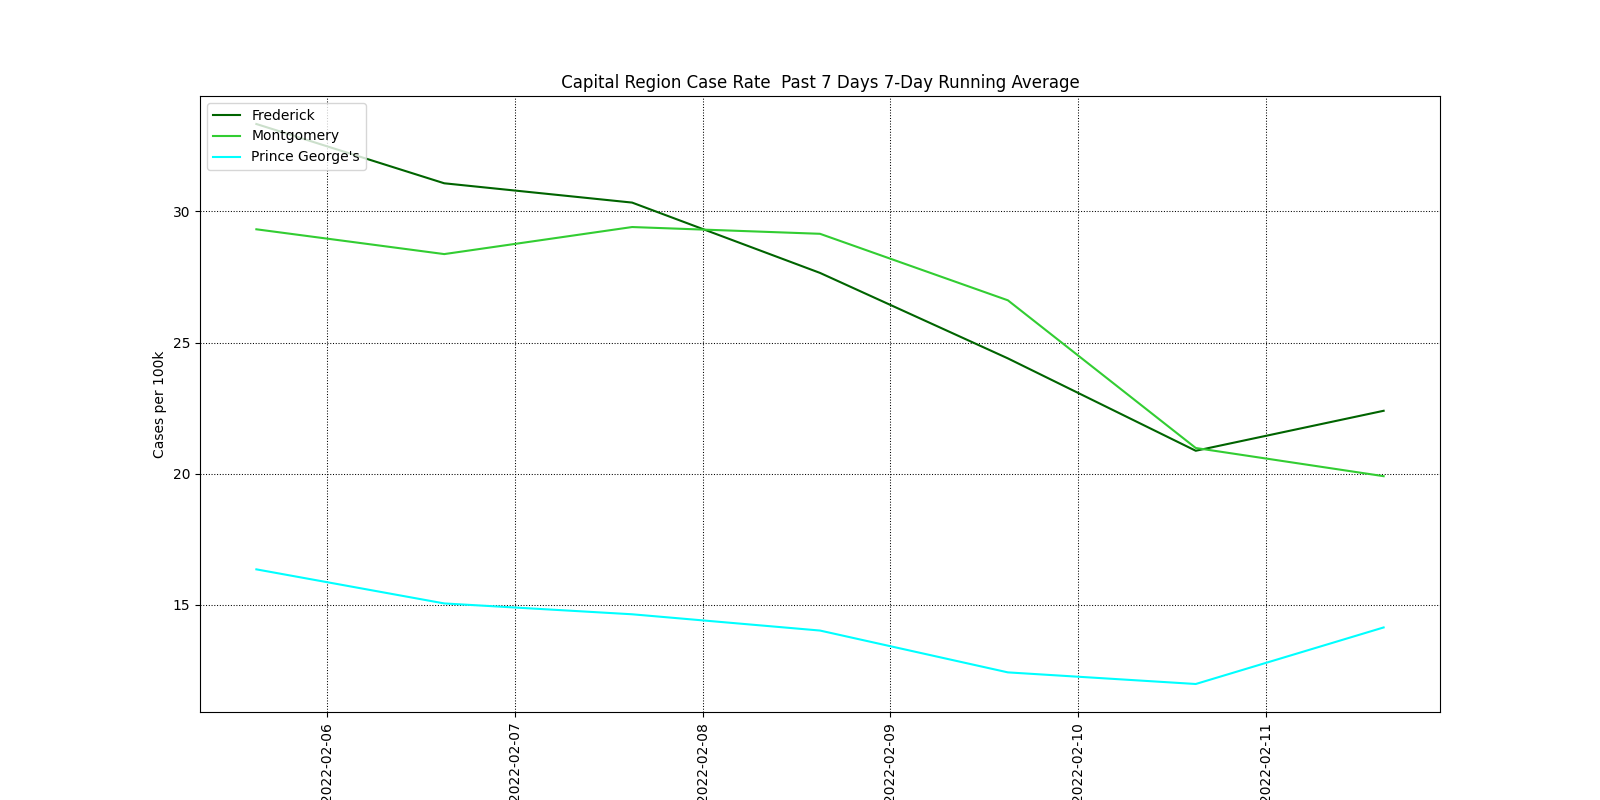 Capital Region Case Rate  Past 7 Days 7-Day Running Average
Frederick
Montgomery
Prince George's
Cases per 100k
30
25
20
15
2022-02-06
2022-02-07
2022-02-08
2022-02-09
2022-02-10
2022-02-11